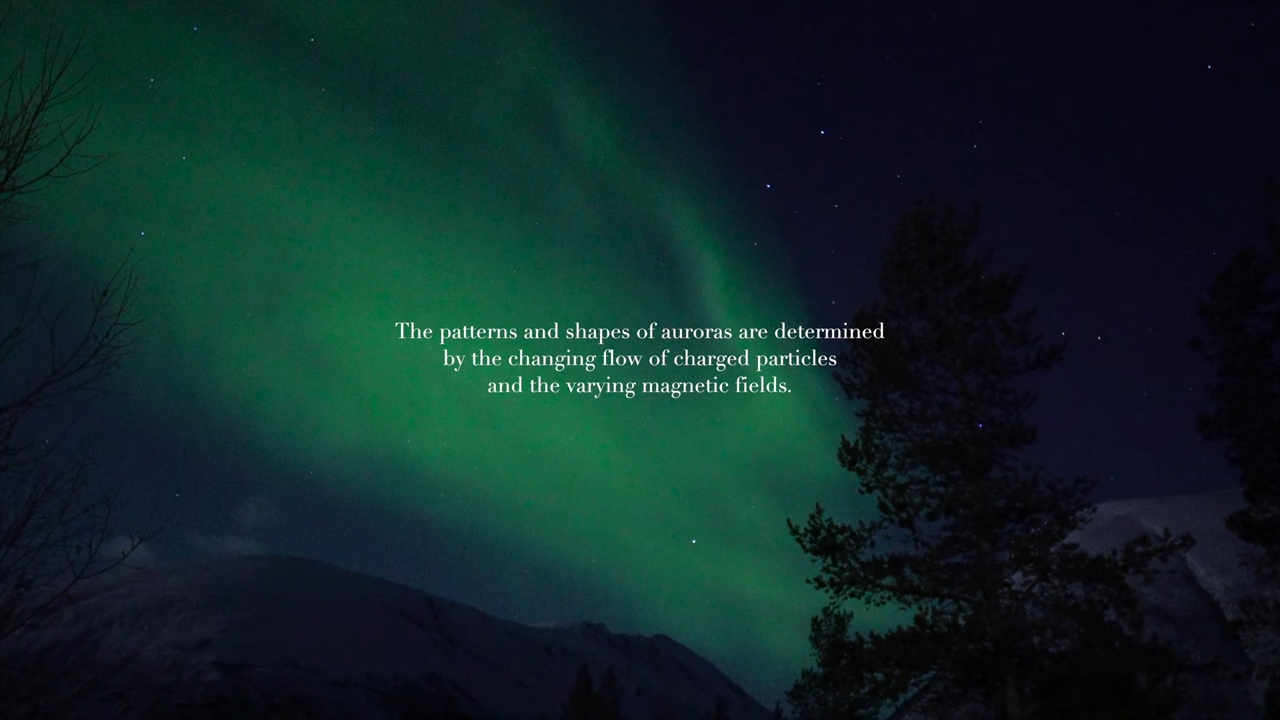 The patterns and shapes of auroras are determined
by the changing flow of charged particles
and the varying magnetic fields.